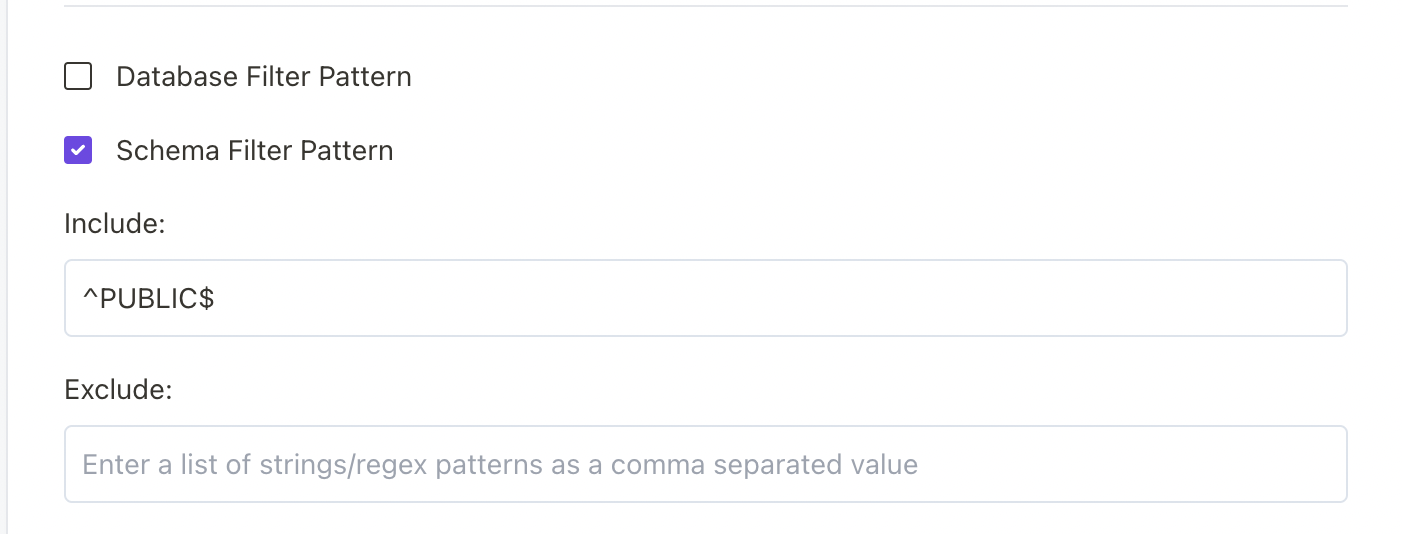 Database Filter Pattern
Schema Filter Pattern
Include:
^PUBLIC$
Exclude:
Enter a list of strings/regex patterns as a comma separated value